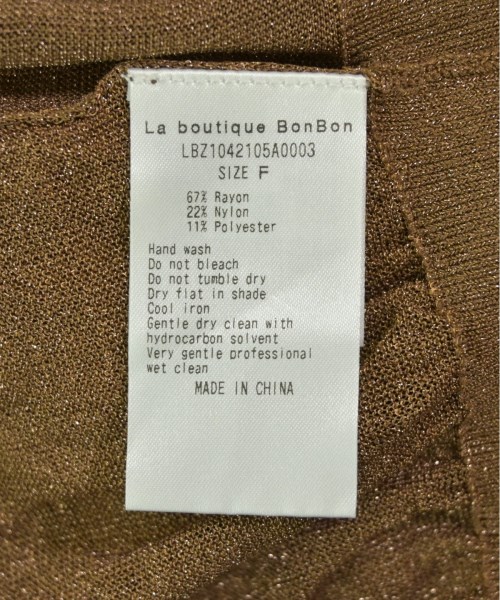 La boutique BonBon
LBZ1042105A0003
SIZE F
67% Rayon
22% Nylon
11% Polyester
Hand wash
Do not bleach
Do not tumble dry
Dry flat in shade
Cool iron
Gentle dry clean with
hydrocarbon solvent
Very gentle professional
wet clean
MADE IN CHINA